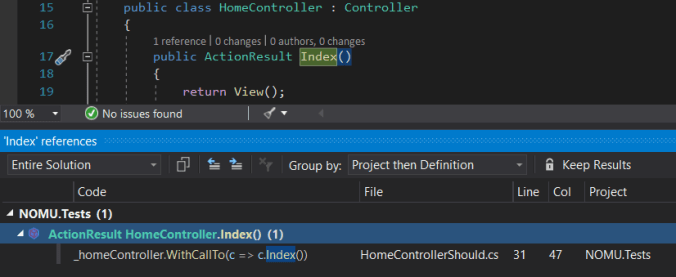 15 public class HomeController : Controller
16 {
1 reference | 0 changes | 0 authors, 0 changes
17 public ActionResult Index()
18 {
19 return View();
100 % No issues found
'Index' references
Entire Solution Group by: Project then Definition Keep Results
Code File Line Col Project
NOMU.Tests (1)
ActionResult HomeController.Index() (1)
_homeController.WithCallTo(c => c.Index()) HomeControllerShould.cs 31 47 NOMU.Tests